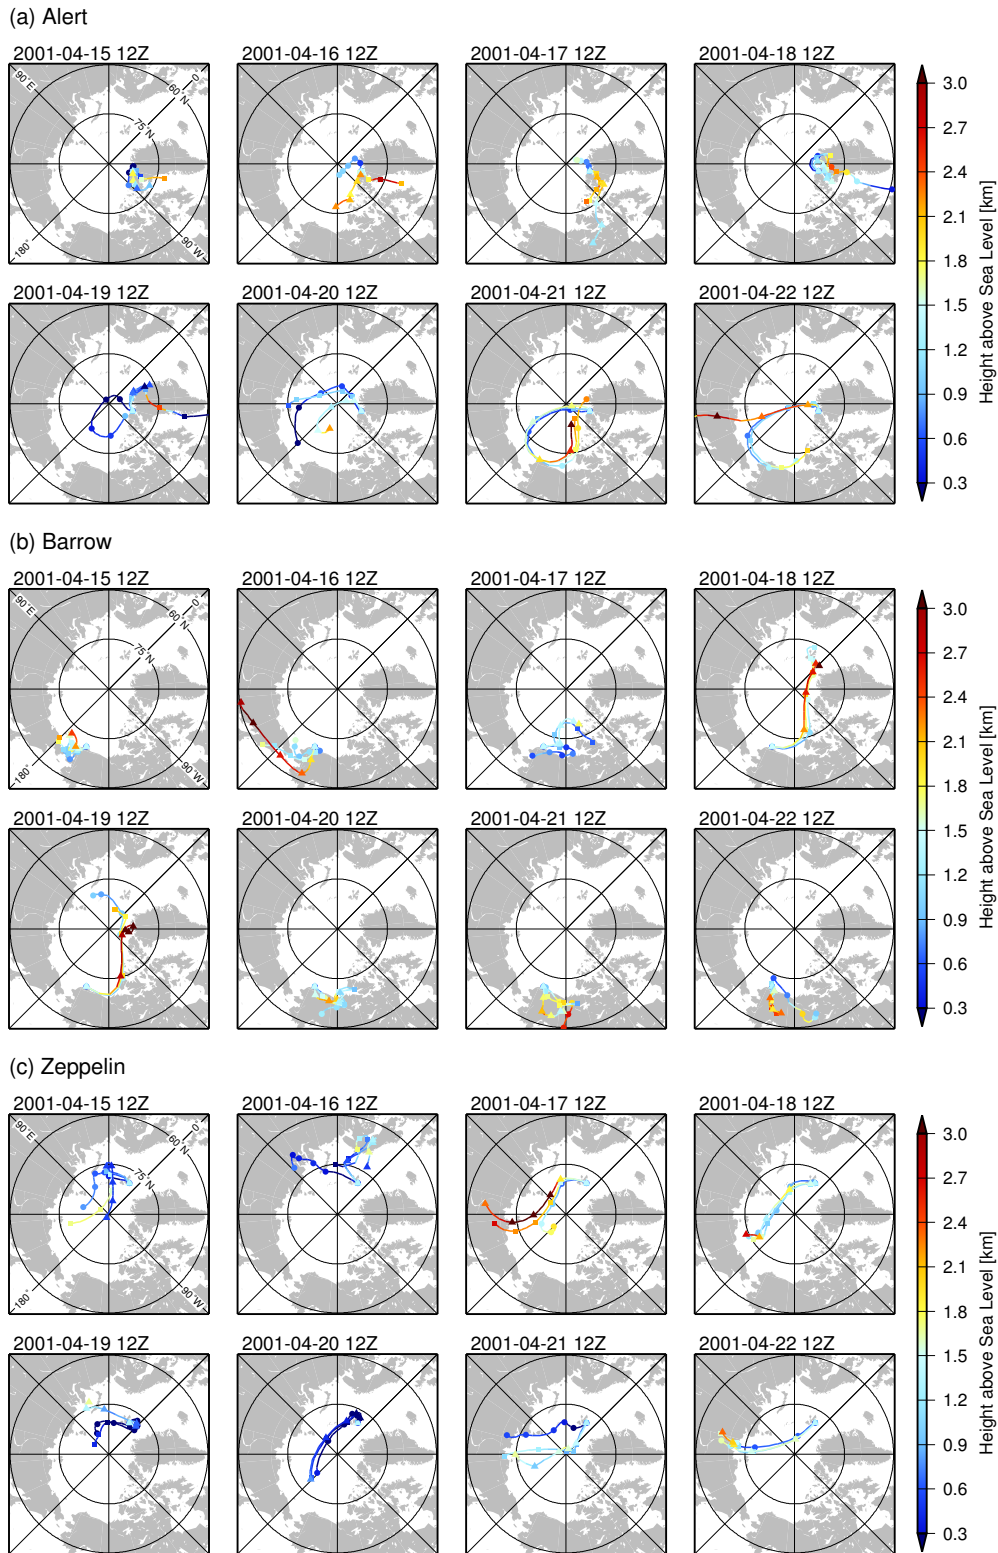 (a) Alert
2001-04-15 12Z
2001-04-16 12Z
2001-04-17 12Z
2001-04-18 12Z
90˚E
0˚
60˚N
75˚N
180˚
90˚W
2001-04-19 12Z
2001-04-20 12Z
2001-04-21 12Z
2001-04-22 12Z
3.0
2.7
2.4
2.1
1.8
1.5
1.2
0.9
0.6
0.3
Height above Sea Level [km]
(b) Barrow
2001-04-15 12Z
2001-04-16 12Z
2001-04-17 12Z
2001-04-18 12Z
90˚E
0˚
60˚N
75˚N
180˚
90˚W
2001-04-19 12Z
2001-04-20 12Z
2001-04-21 12Z
2001-04-22 12Z
3.0
2.7
2.4
2.1
1.8
1.5
1.2
0.9
0.6
0.3
Height above Sea Level [km]
(c) Zeppelin
2001-04-15 12Z
2001-04-16 12Z
2001-04-17 12Z
2001-04-18 12Z
90˚E
0˚
60˚N
75˚N
180˚
90˚W
2001-04-19 12Z
2001-04-20 12Z
2001-04-21 12Z
2001-04-22 12Z
3.0
2.7
2.4
2.1
1.8
1.5
1.2
0.9
0.6
0.3
Height above Sea Level [km]